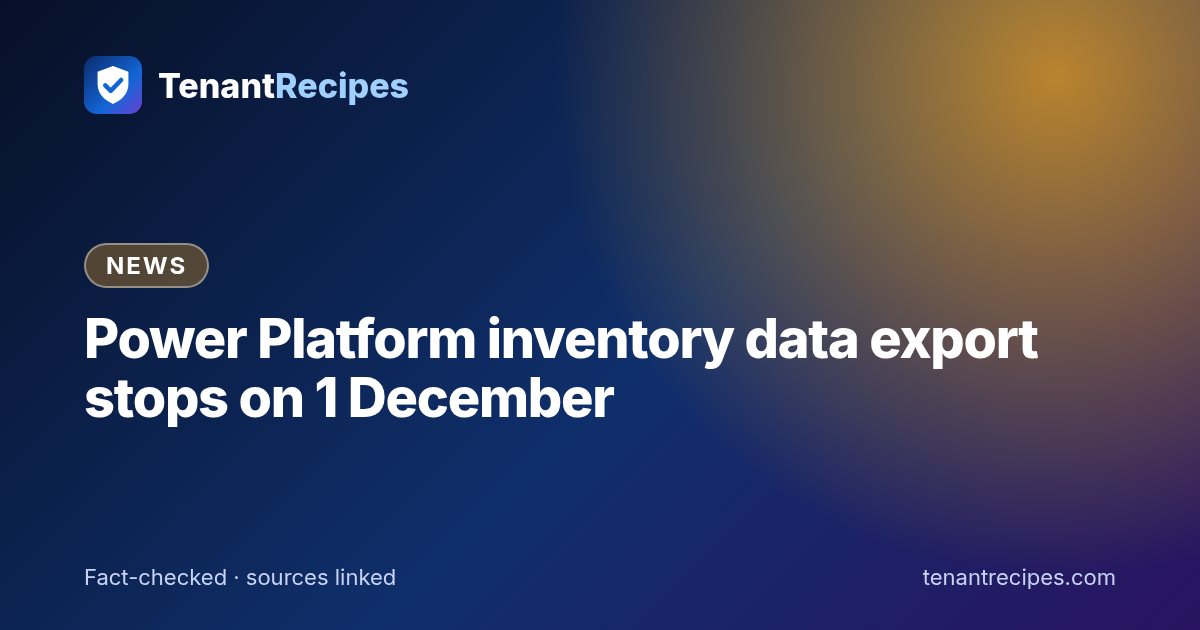 TenantRecipes
NEWS
Power Platform inventory data export
stops on 1 December
Fact-checked · sources linked
tenantrecipes.com